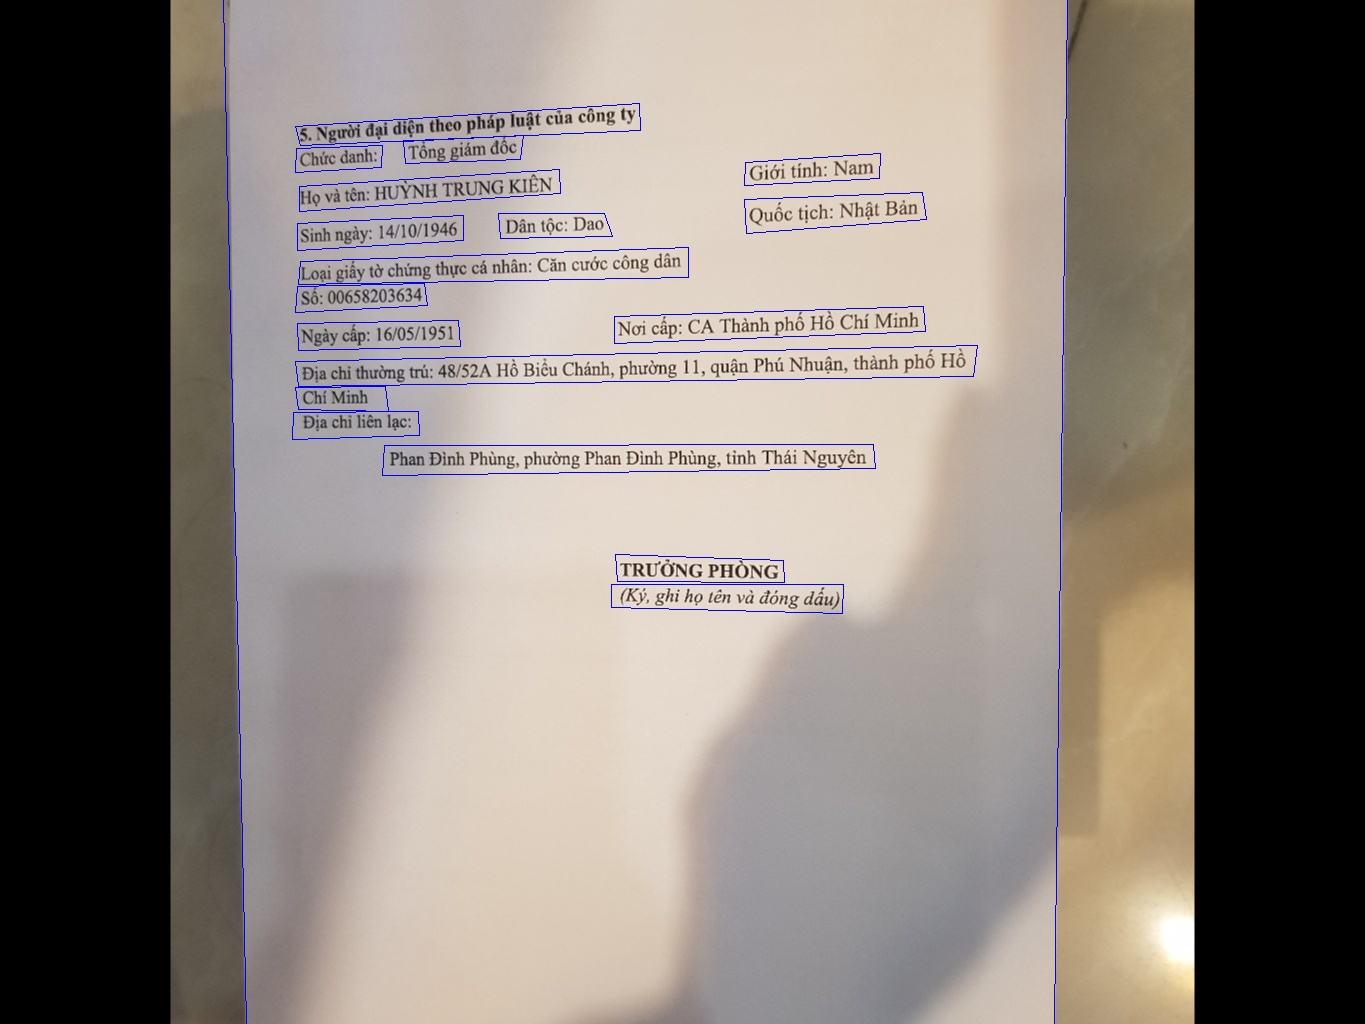 5. Người đại diện theo pháp luật của công ty
Chức danh: Tổng giám đốc
Họ và tên: HUỲNH TRUNG KIÊN Giới tính: Nam
Sinh ngày: 14/10/1946 Dân tộc: Dao Quốc tịch: Nhật Bản
Loại giấy tờ chứng thực cá nhân: Căn cước công dân
Số: 00658203634
Ngày cấp: 16/05/1951 Nơi cấp: CA Thành phố Hồ Chí Minh
Địa chỉ thường trú: 48/52A Hồ Biểu Chánh, phường 11, quận Phú Nhuận, thành phố Hồ
Chí Minh
Địa chỉ liên lạc:
Phan Đình Phùng, phường Phan Đình Phùng, tỉnh Thái Nguyên
TRƯỞNG PHÒNG
(Ký, ghi họ tên và đóng dấu)